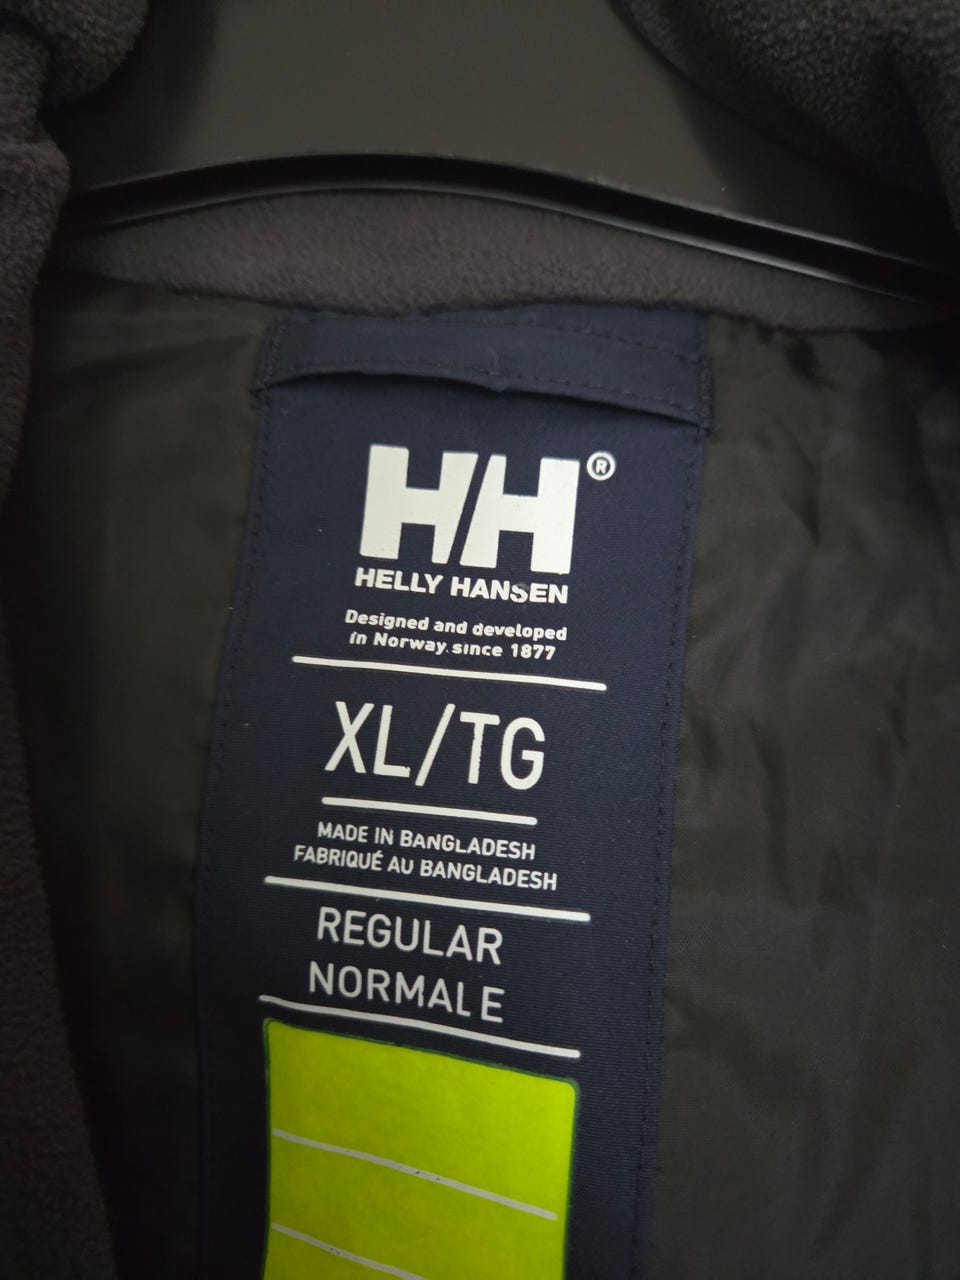 HH®
HELLY HANSEN
Designed and developed
in Norway since 1877
XL/TG
MADE IN BANGLADESH
FABRIQUÉ AU BANGLADESH
REGULAR
NORMALE